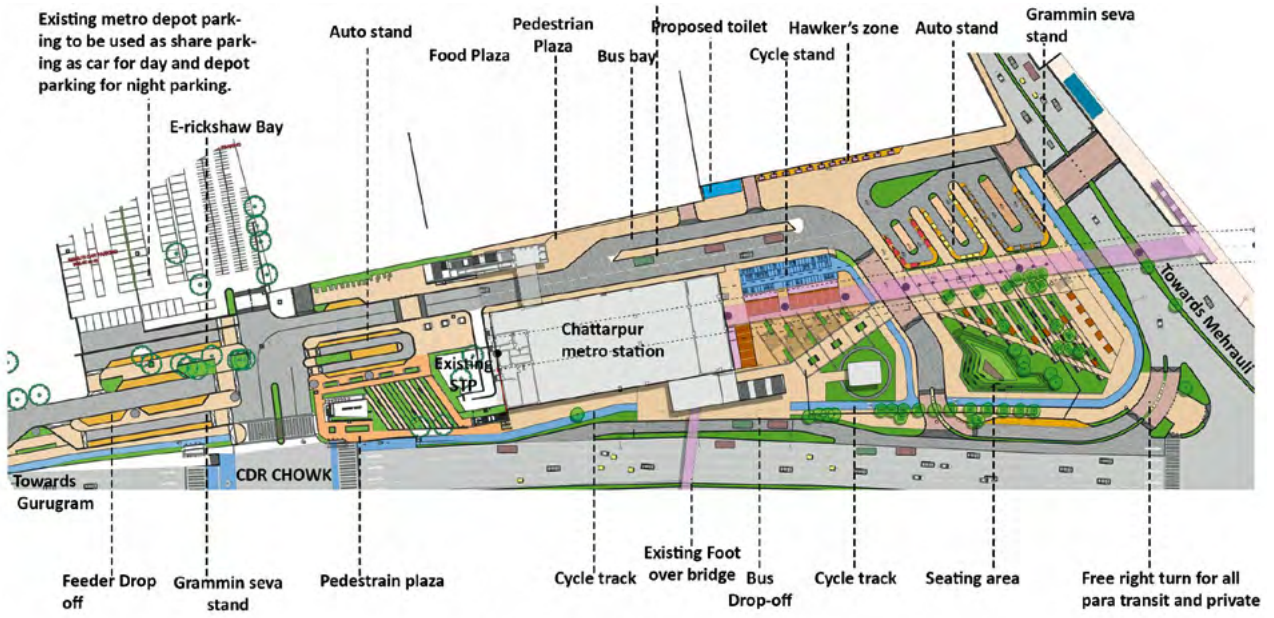 Existing metro depot park-
ing to be used as share park-
ing as car for day and depot
parking for night parking.
E-rickshaw Bay
Auto stand
Food Plaza
Pedestrian
Plaza
Bus bay
Proposed toilet
Cycle stand
Hawker's zone
Auto stand
Grammin seva
stand
Chattarpur
metro station
Existing
STP
Towards Mehrauli
Towards
Gurugram
CDR CHOWK
Feeder Drop
off
Grammin seva
stand
Pedestrain plaza
Cycle track
Existing Foot
over bridge
Bus
Drop-off
Cycle track
Seating area
Free right turn for all
para transit and private